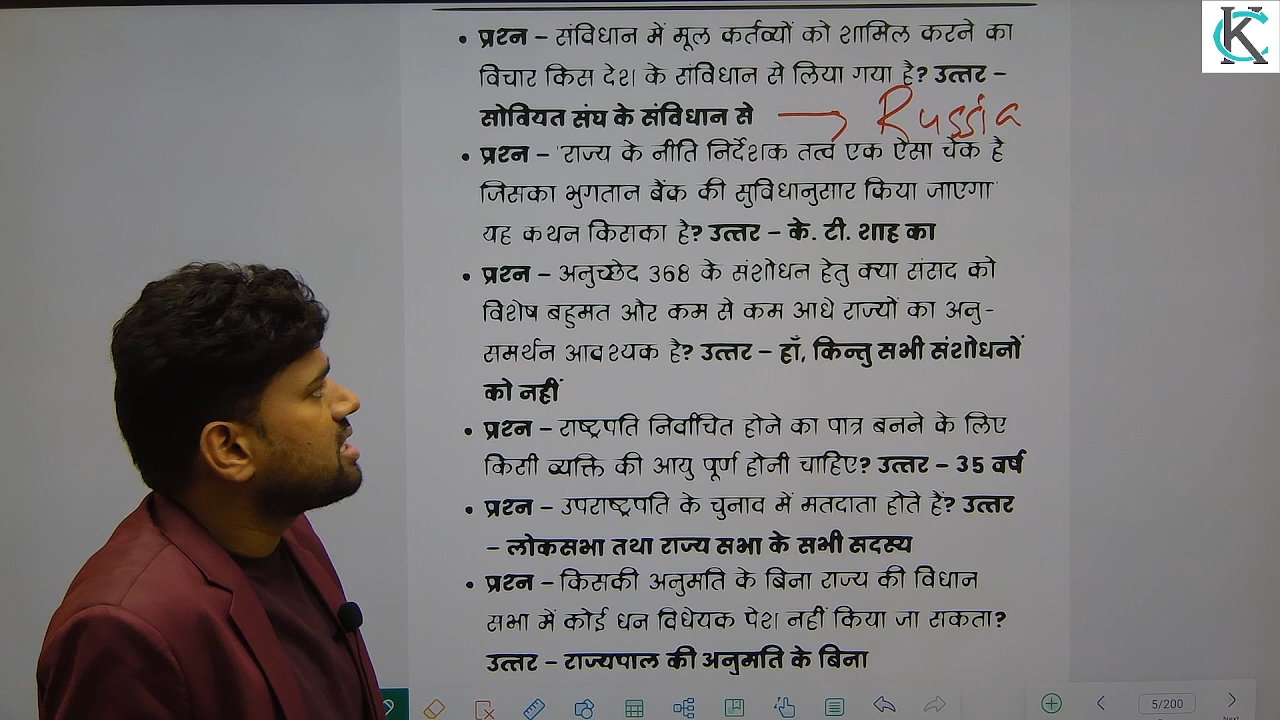 KC
• प्रश्न – संविधान में मूल कर्तव्यों को शामिल करने का
विचार किस देश के संविधान से लिया गया है? उत्तर –
सोवियत संघ के संविधान से → Russia
• प्रश्न – 'राज्य के नीति निर्देशक तत्व एक ऐसा चेक है
जिसका भुगतान बैंक की सुविधानुसार किया जाएगा'
यह कथन किसका है? उत्तर – के. टी. शाह का
• प्रश्न – अनुच्छेद 368 के संशोधन हेतु क्या संसद को
विशेष बहुमत और कम से कम आधे राज्यों का अनु-
समर्थन आवश्यक है? उत्तर – हाँ, किन्तु सभी संशोधनों
को नहीं
• प्रश्न – राष्ट्रपति निर्वाचित होने का पात्र बनने के लिए
किसी व्यक्ति की आयु पूर्ण होनी चाहिए? उत्तर – 35 वर्ष
• प्रश्न – उपराष्ट्रपति के चुनाव में मतदाता होते हैं? उत्तर
– लोकसभा तथा राज्य सभा के सभी सदस्य
• प्रश्न – किसकी अनुमति के बिना राज्य की विधान
सभा में कोई धन विधेयक पेश नहीं किया जा सकता?
उत्तर – राज्यपाल की अनुमति के बिना
5/200
Next